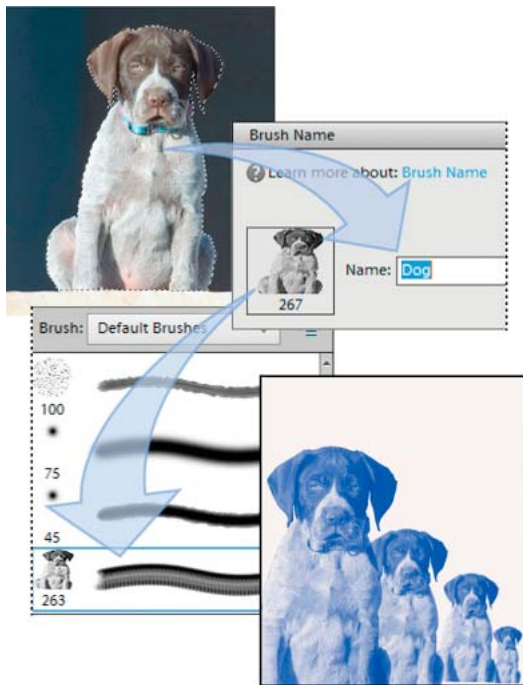 Brush Name
Learn more about: Brush Name
267
Name: Dog
Brush: Default Brushes
100
75
45
263